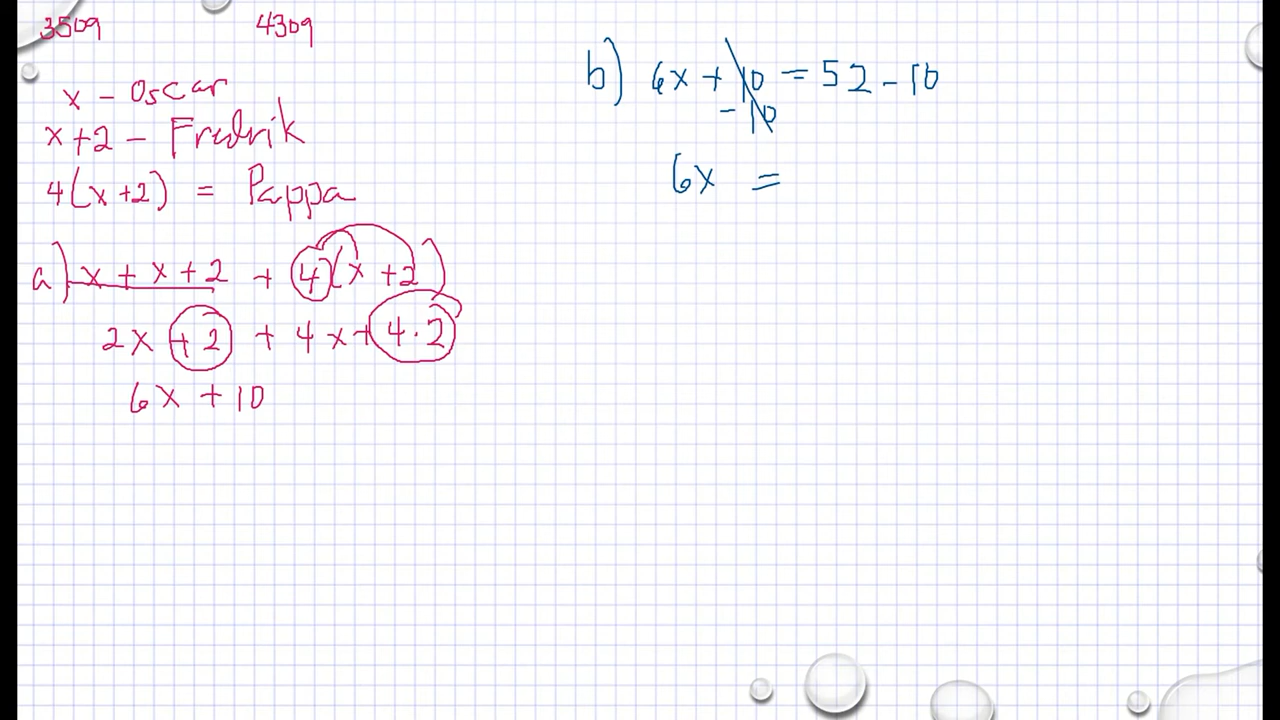 3509 4309
x - Oscar
x+2 - Fredrik
4(x+2) = Pappa
a) x + x + 2 + 4(x+2)
2x + 2 + 4x + 4·2
6x + 10
b) 6x + 10 = 52 - 10
- 10
6x =